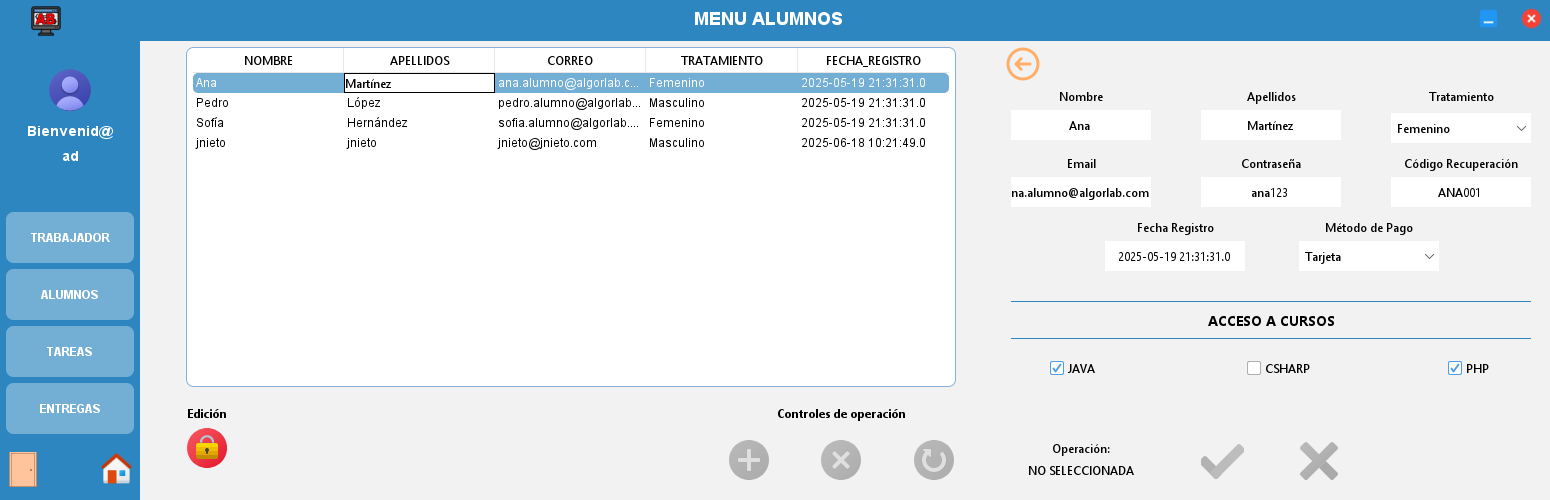 AB
MENU ALUMNOS
Bienvenid@
ad
TRABAJADOR
ALUMNOS
TAREAS
ENTREGAS
NOMBRE APELLIDOS CORREO TRATAMIENTO FECHA_REGISTRO
Ana Martínez ana.alumno@algorlab.c... Femenino 2025-05-19 21:31:31.0
Pedro López pedro.alumno@algorlab... Masculino 2025-05-19 21:31:31.0
Sofía Hernández sofia.alumno@algorlab.... Femenino 2025-05-19 21:31:31.0
jnieto jnieto jnieto@jnieto.com Masculino 2025-06-18 10:21:49.0
Edición
Controles de operación
Nombre Apellidos Tratamiento
Ana Martínez Femenino
Email Contraseña Código Recuperación
na.alumno@algorlab.com ana123 ANA001
Fecha Registro Método de Pago
2025-05-19 21:31:31.0 Tarjeta
ACCESO A CURSOS
JAVA CSHARP PHP
Operación:
NO SELECCIONADA